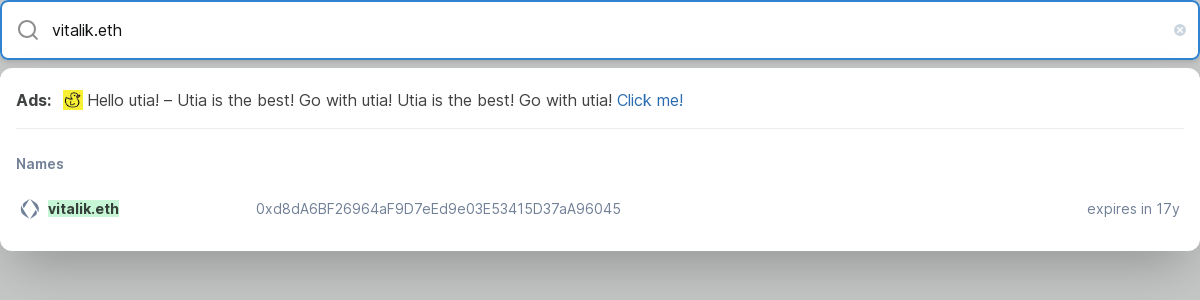 vitalik.eth
Ads: Hello utia! – Utia is the best! Go with utia! Utia is the best! Go with utia! Click me!
Names
vitalik.eth 0xd8dA6BF26964aF9D7eEd9e03E53415D37aA96045 expires in 17y